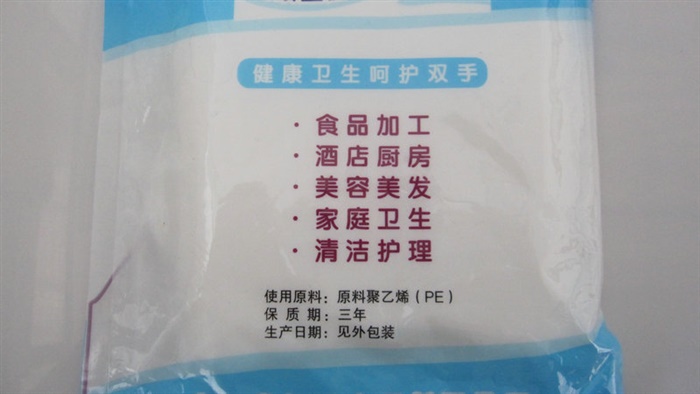 健康卫生呵护双手
· 食品加工
· 酒店厨房
· 美容美发
· 家庭卫生
· 清洁护理
使用原料：原料聚乙烯（PE）
保 质 期：三年
生产日期：见外包装